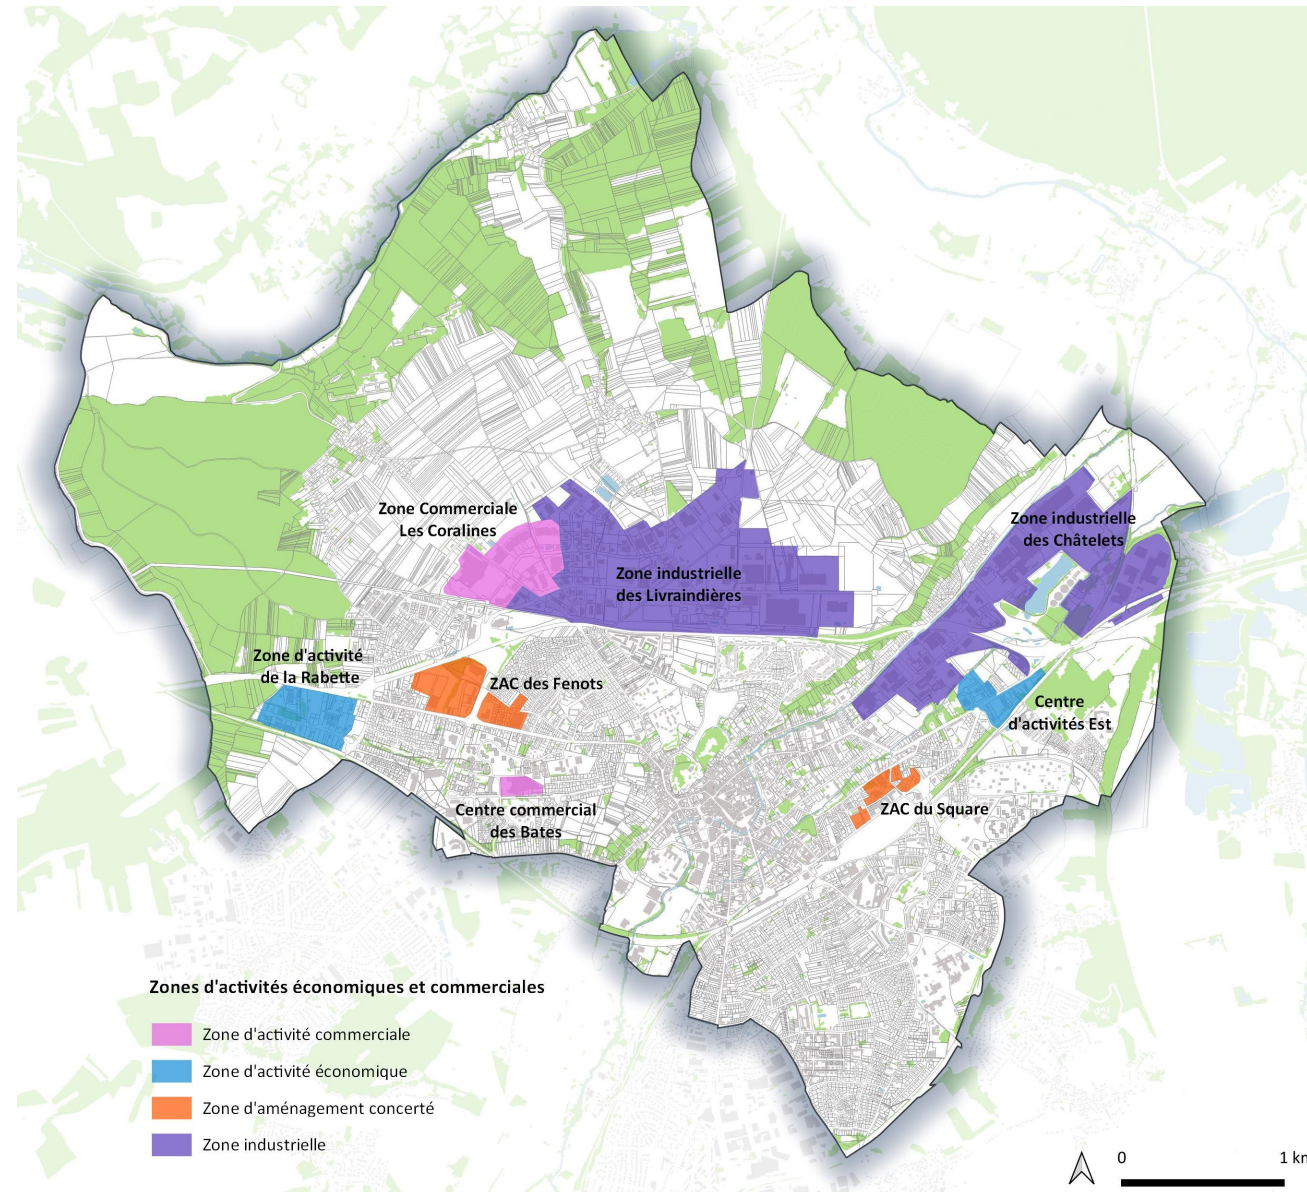 Zone Commerciale
Les Coralines
Zone industrielle
des Châtelets
Zone industrielle
des Livraindières
Zone d'activité
de la Rabette
ZAC des Fenots
Centre
d'activités Est
Centre commercial
des Bates
ZAC du Square
Zones d'activités économiques et commerciales
Zone d'activité commerciale
Zone d'activité économique
Zone d'aménagement concerté
Zone industrielle
0 1 km